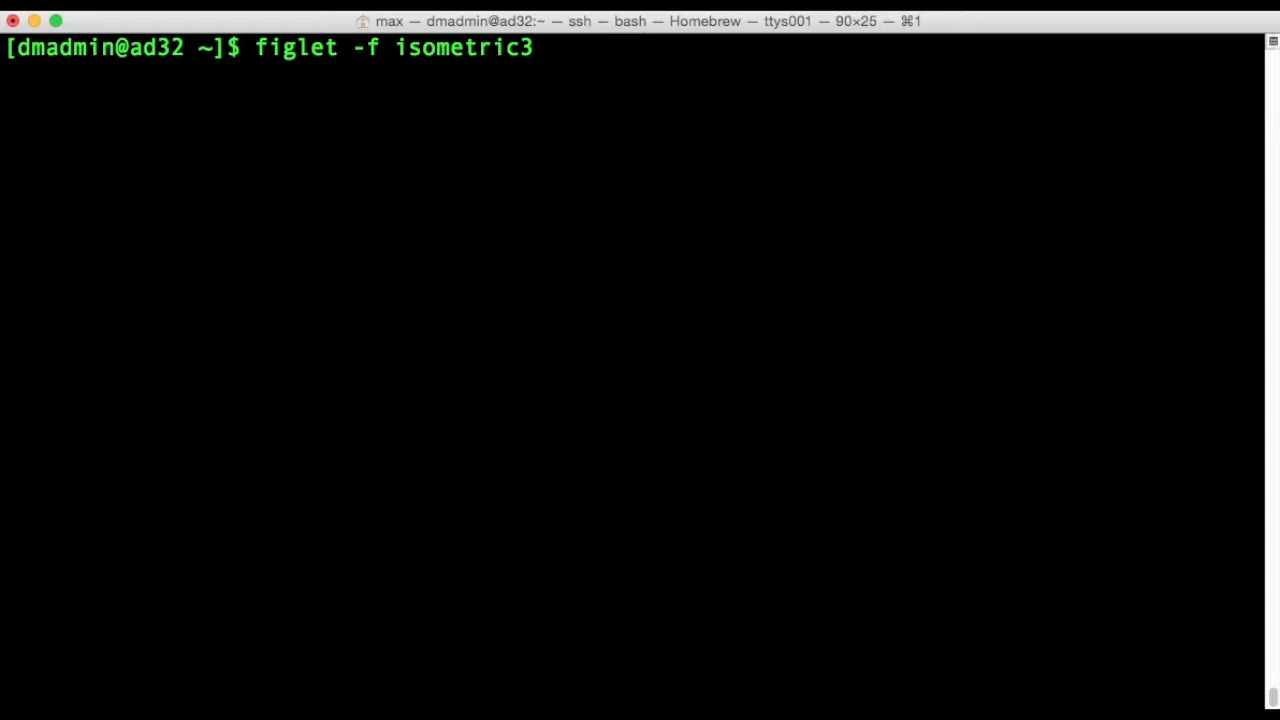 max — dmadmin@ad32:~ — ssh — bash — Homebrew — ttys001 — 90×25 — ⌘1
[dmadmin@ad32 ~]$ figlet -f isometric3